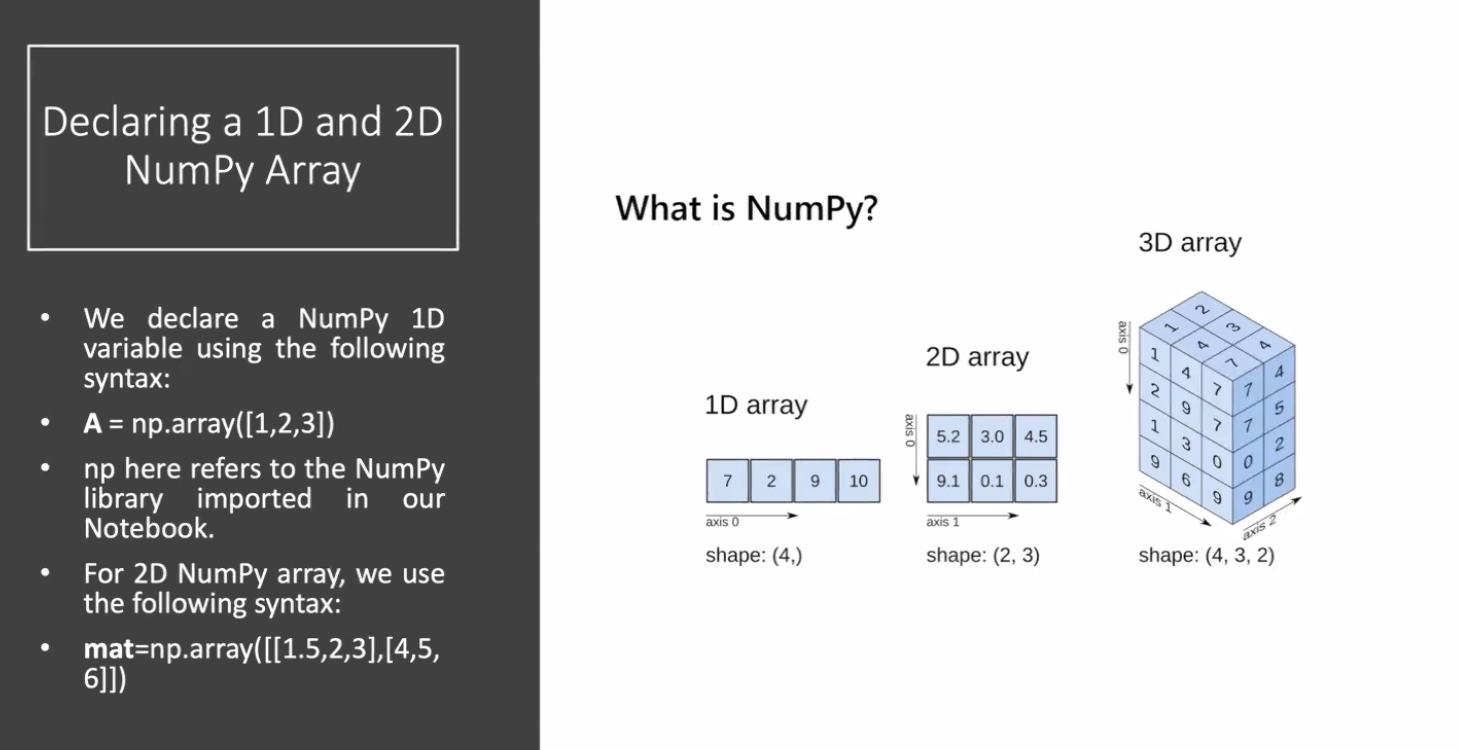 Declaring a 1D and 2D
NumPy Array
• We declare a NumPy 1D
variable using the following
syntax:
• A = np.array([1,2,3])
• np here refers to the NumPy
library imported in our
Notebook.
• For 2D NumPy array, we use
the following syntax:
• mat=np.array([[1.5,2,3],[4,5,
6]])
What is NumPy?
1D array
7 2 9 10
axis 0
shape: (4,)
2D array
axis 0
5.2 3.0 4.5
9.1 0.1 0.3
axis 1
shape: (2, 3)
3D array
axis 0
2
1 3
4 4
7
1 4 7 7 4
2 9 7 7 5
1 3 0 0 2
9 6 9 9 8
axis 1
axis 2
shape: (4, 3, 2)